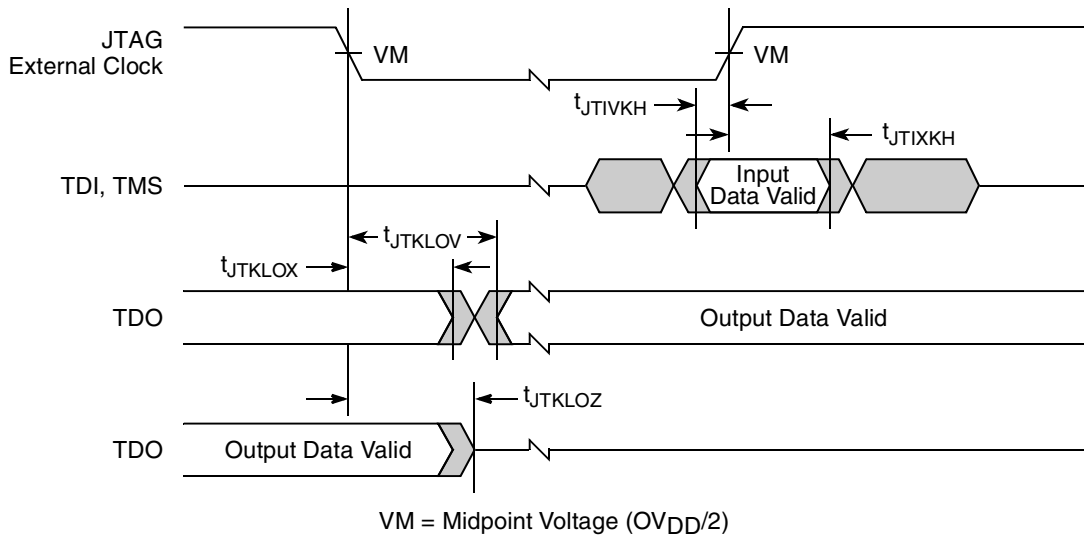 JTAG
External Clock
VM
VM
tJTIVKH
tJTIXKH
TDI, TMS
Input
Data Valid
tJTKLOV
tJTKLOX
TDO
Output Data Valid
tJTKLOZ
TDO
Output Data Valid
VM = Midpoint Voltage (OVDD/2)